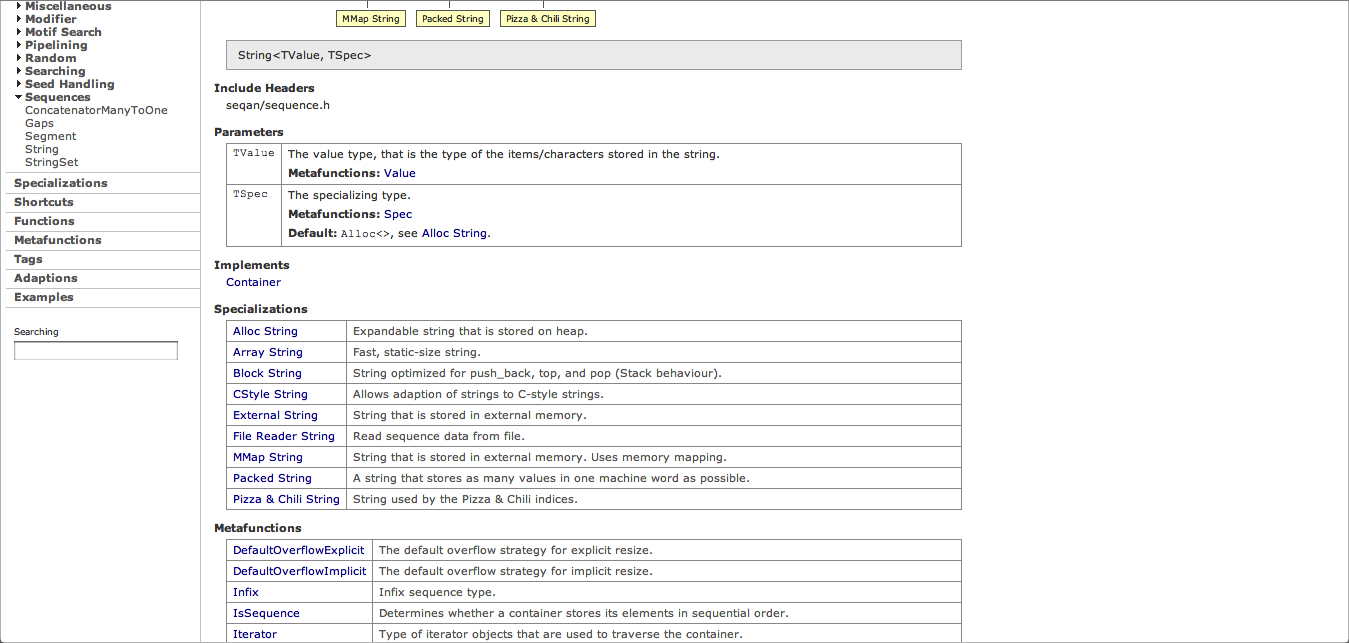 Miscellaneous
Modifier
Motif Search
Pipelining
Random
Searching
Seed Handling
Sequences
ConcatenatorManyToOne
Gaps
Segment
String
StringSet
Specializations
Shortcuts
Functions
Metafunctions
Tags
Adaptions
Examples
Searching
MMap String Packed String Pizza & Chili String
String<TValue, TSpec>
Include Headers
seqan/sequence.h
Parameters
TValue The value type, that is the type of the items/characters stored in the string.
Metafunctions: Value
TSpec The specializing type.
Metafunctions: Spec
Default: Alloc<>, see Alloc String.
Implements
Container
Specializations
Alloc String Expandable string that is stored on heap.
Array String Fast, static-size string.
Block String String optimized for push_back, top, and pop (Stack behaviour).
CStyle String Allows adaption of strings to C-style strings.
External String String that is stored in external memory.
File Reader String Read sequence data from file.
MMap String String that is stored in external memory. Uses memory mapping.
Packed String A string that stores as many values in one machine word as possible.
Pizza & Chili String String used by the Pizza & Chili indices.
Metafunctions
DefaultOverflowExplicit The default overflow strategy for explicit resize.
DefaultOverflowImplicit The default overflow strategy for implicit resize.
Infix Infix sequence type.
IsSequence Determines whether a container stores its elements in sequential order.
Iterator Type of iterator objects that are used to traverse the container.